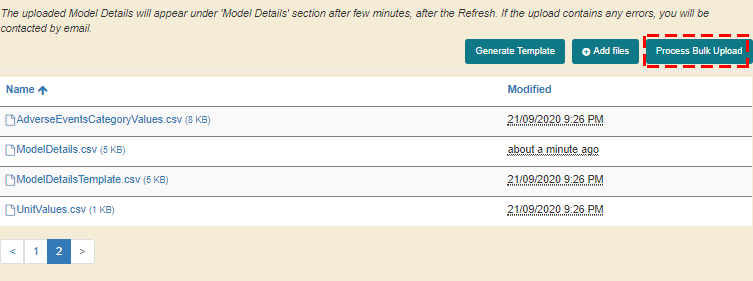 The uploaded Model Details will appear under 'Model Details' section after few minutes, after the Refresh. If the upload contains any errors, you will be
contacted by email.
Generate Template Add files Process Bulk Upload
Name Modified
AdverseEventsCategoryValues.csv (8 KB) 21/09/2020 9:26 PM
ModelDetails.csv (5 KB) about a minute ago
ModelDetailsTemplate.csv (5 KB) 21/09/2020 9:26 PM
UnitValues.csv (1 KB) 21/09/2020 9:26 PM
< 1 2 >